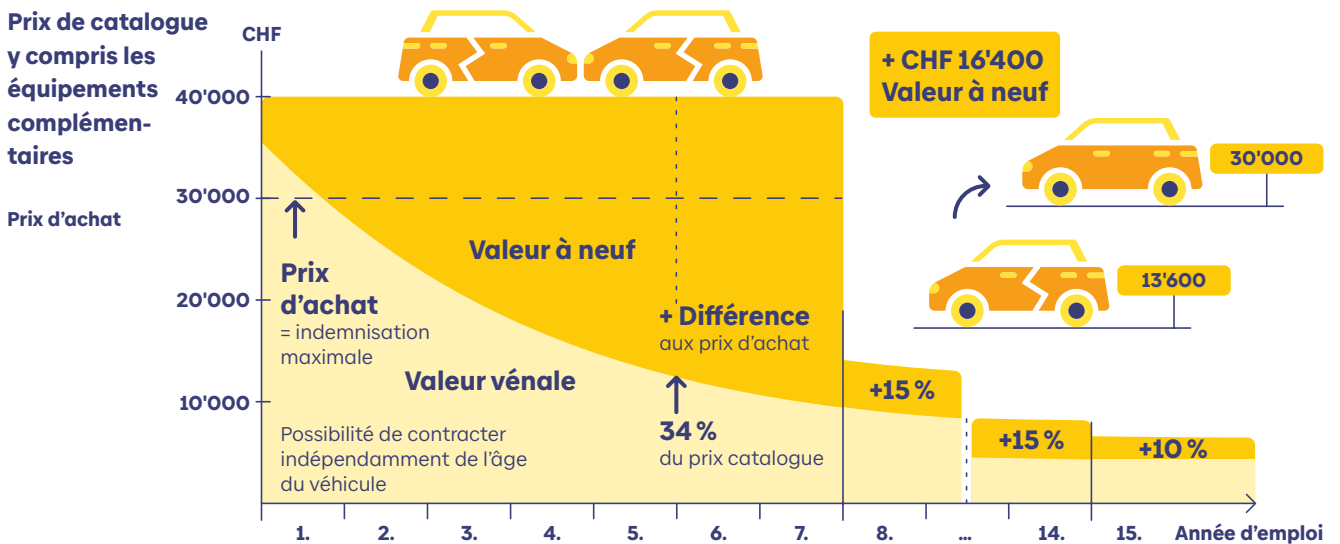 Prix de catalogue
y compris les
équipements
complémen-
taires
Prix d’achat
CHF
40'000
30'000
20'000
10'000
Prix
d’achat
= indemnisation
maximale
Valeur à neuf
Valeur vénale
Possibilité de contracter
indépendamment de l’âge
du véhicule
+ Différence
aux prix d’achat
34 %
du prix catalogue
+15 %
+15 %
+10 %
+ CHF 16'400
Valeur à neuf
30'000
13'600
1. 2. 3. 4. 5. 6. 7. 8. ... 14. 15. Année d’emploi